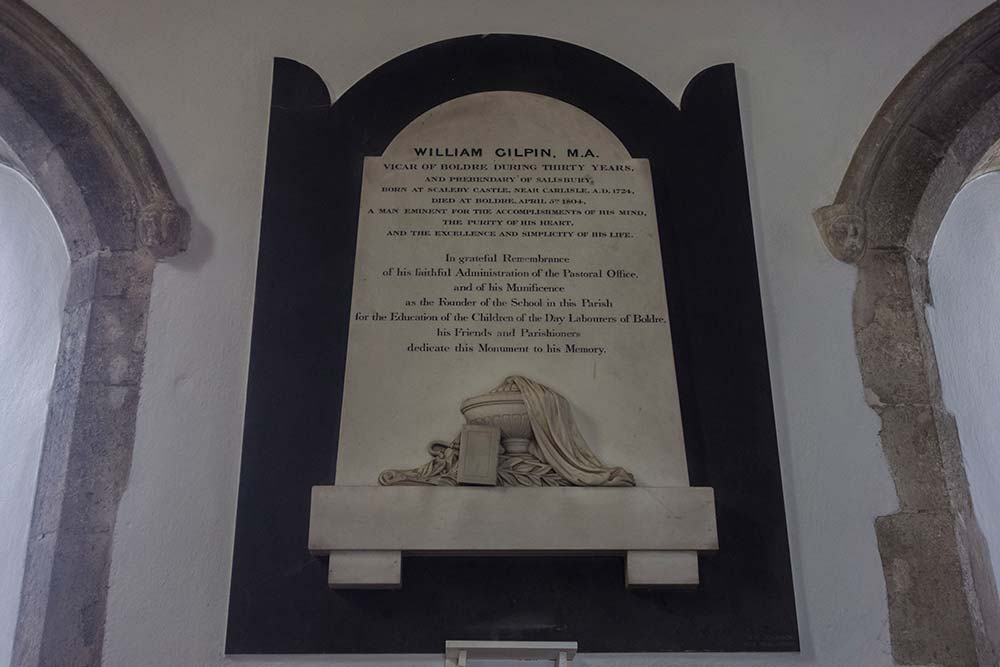 WILLIAM GILPIN, M.A.
VICAR OF BOLDRE DURING THIRTY YEARS,
AND PREBENDARY OF SALISBURY,
BORN AT SCALEBY CASTLE, NEAR CARLISLE, A.D. 1724,
DIED AT BOLDRE, APRIL 5TH 1804,
A MAN EMINENT FOR THE ACCOMPLISHMENTS OF HIS MIND,
THE PURITY OF HIS HEART,
AND THE EXCELLENCE AND SIMPLICITY OF HIS LIFE.
In grateful Remembrance
of his faithful Administration of the Pastoral Office,
and of his Munificence
as the Founder of the School in this Parish
for the Education of the Children of the Day Labourers of Boldre,
his Friends and Parishioners
dedicate this Monument to his Memory.